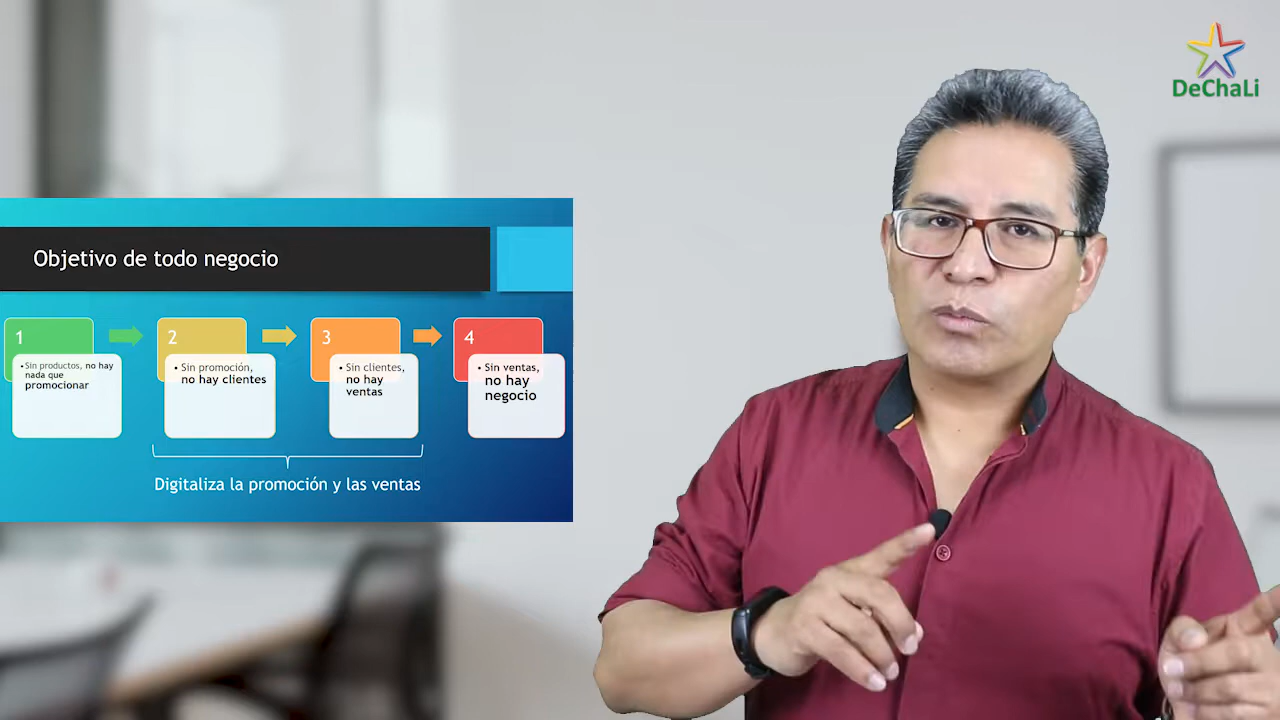 DeChaLi
Objetivo de todo negocio
1
•Sin productos, no hay
nada que
promocionar
2
• Sin promoción,
no hay clientes
3
• Sin clientes,
no hay
ventas
4
• Sin ventas,
no hay
negocio
Digitaliza la promoción y las ventas